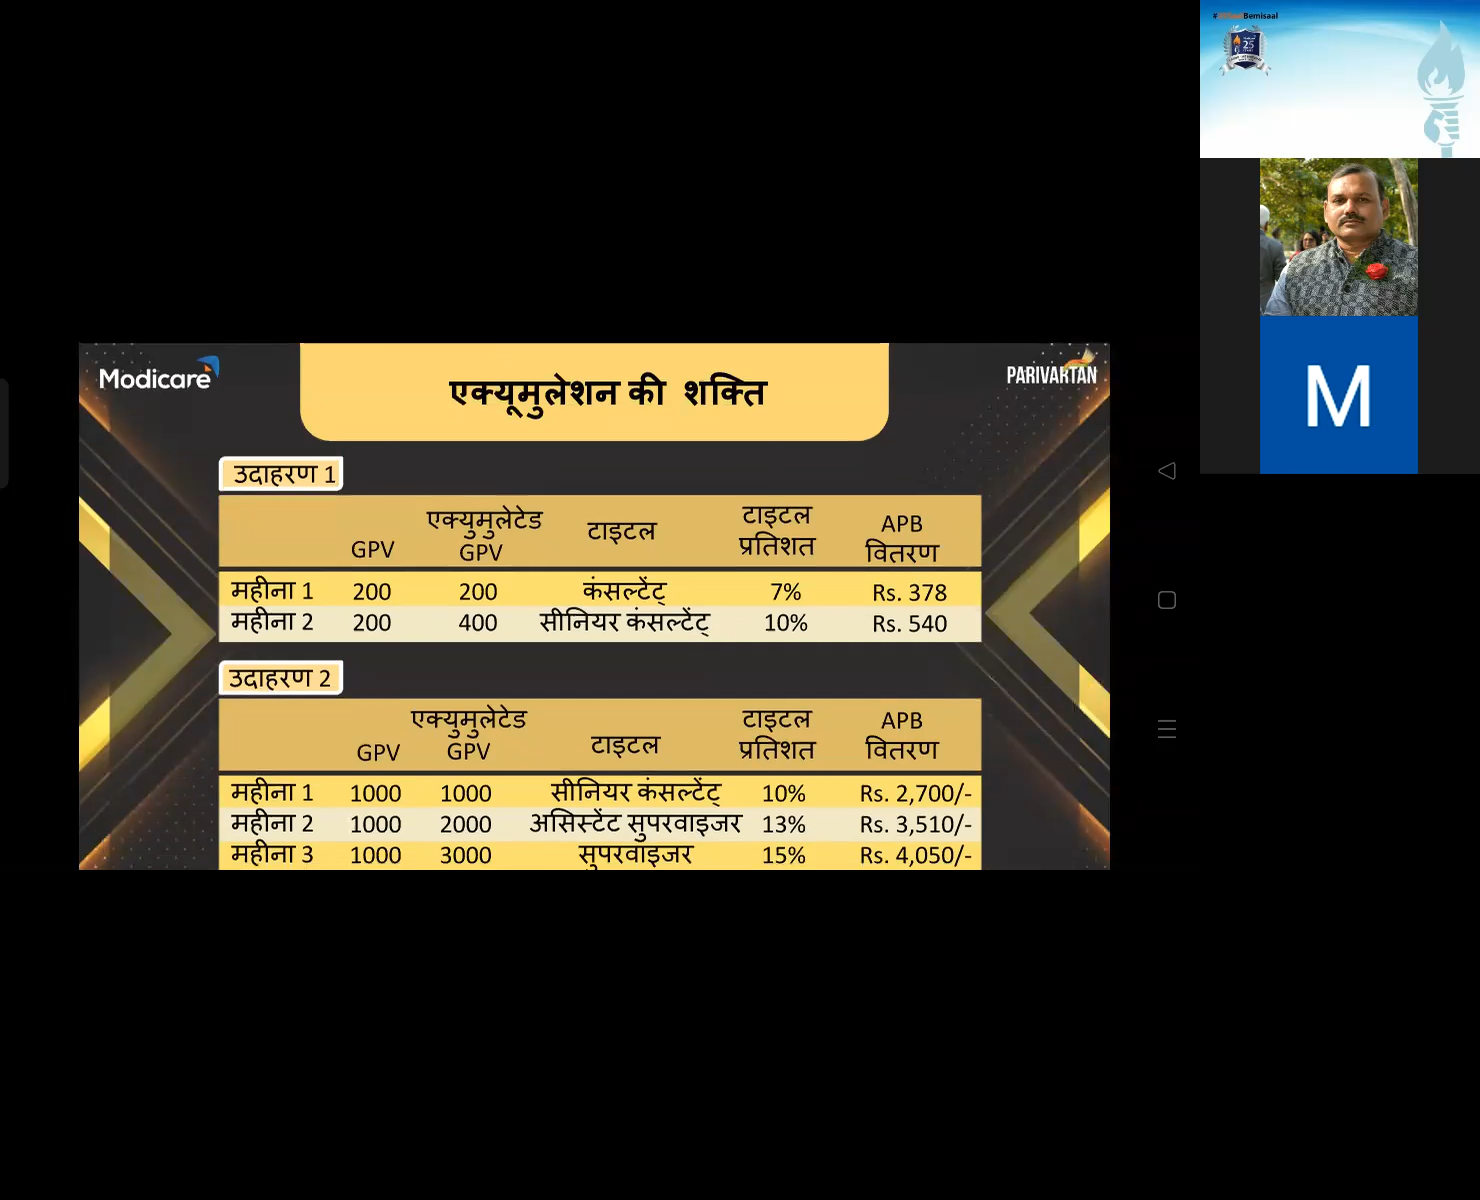 Bemisaal
25
Modicare
एक्यूमुलेशन की शक्ति
PARIVARTAN
उदाहरण 1
GPV एक्युमुलेटेड GPV टाइटल टाइटल प्रतिशत APB वितरण
महीना 1 200 200 कंसल्टेंट् 7% Rs. 378
महीना 2 200 400 सीनियर कंसल्टेंट् 10% Rs. 540
उदाहरण 2
GPV एक्युमुलेटेड GPV टाइटल टाइटल प्रतिशत APB वितरण
महीना 1 1000 1000 सीनियर कंसल्टेंट् 10% Rs. 2,700/-
महीना 2 1000 2000 असिस्टेंट सुपरवाइजर 13% Rs. 3,510/-
महीना 3 1000 3000 सुपरवाइजर 15% Rs. 4,050/-
M